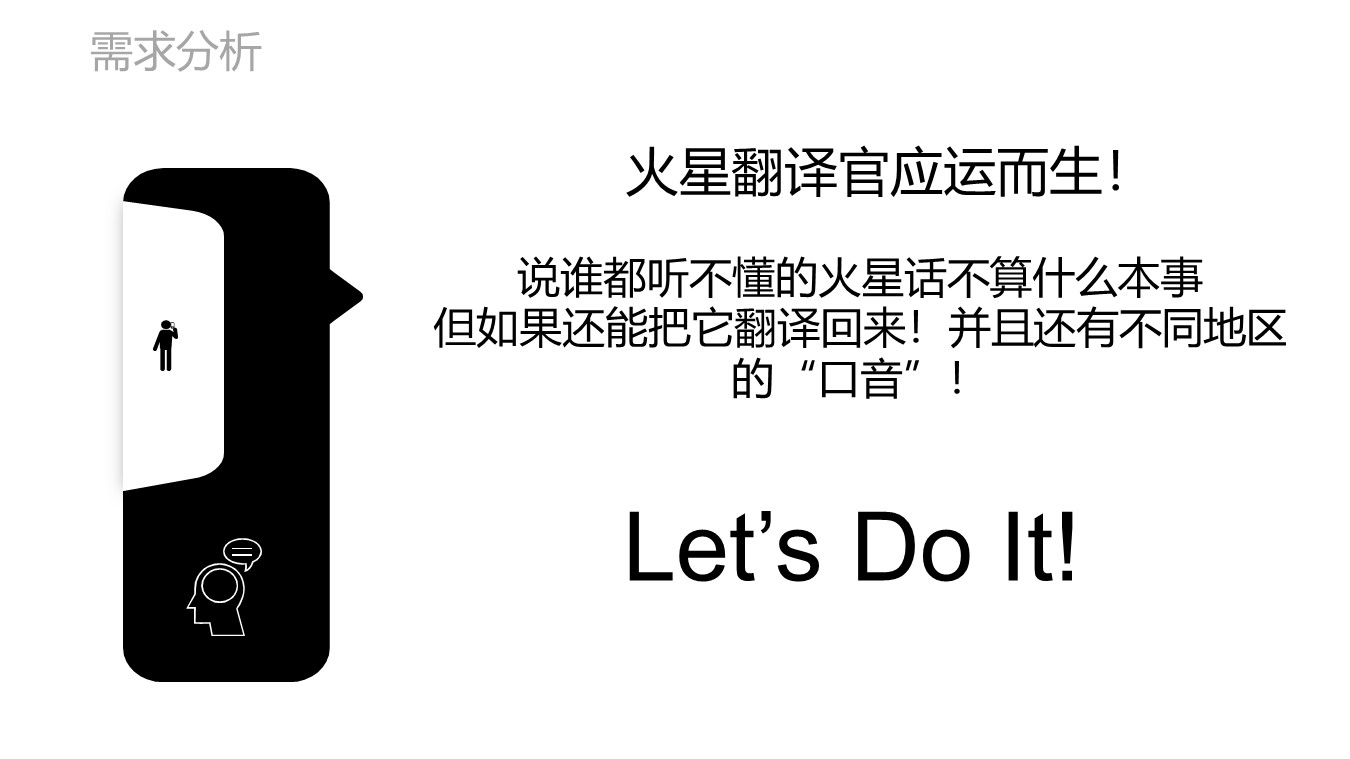 需求分析
火星翻译官应运而生！
说谁都听不懂的火星话不算什么本事
但如果还能把它翻译回来！并且还有不同地区
的“口音”！
Let’s Do It!